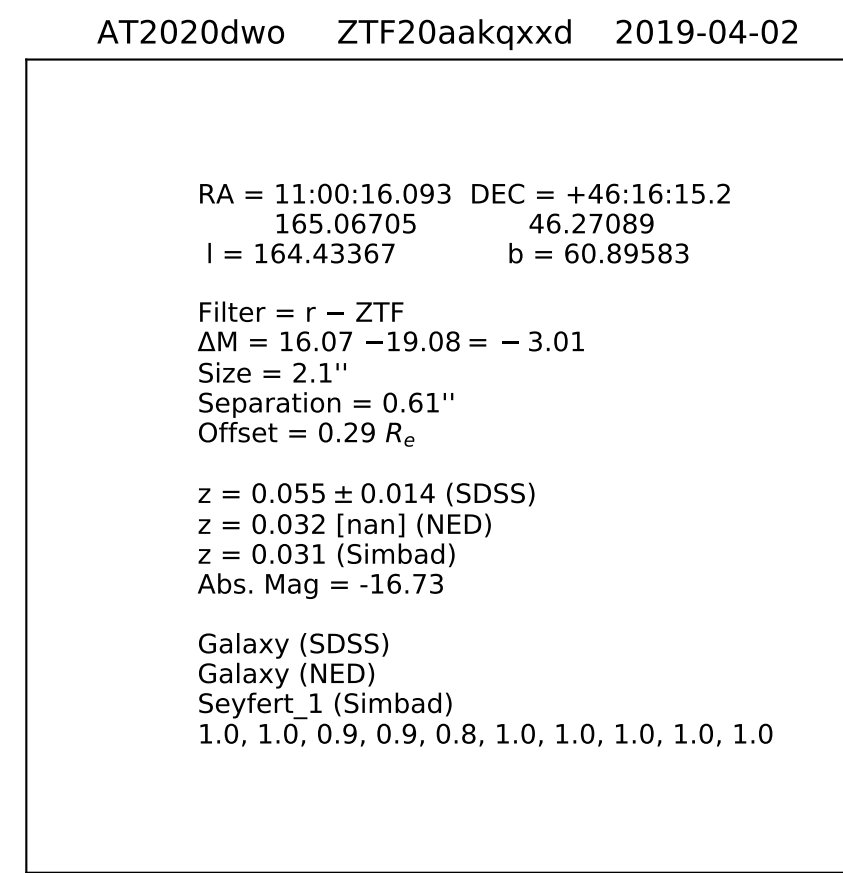 AT2020dwo ZTF20aakqxxd 2019-04-02
RA = 11:00:16.093 DEC = +46:16:15.2
165.06705 46.27089
l = 164.43367 b = 60.89583
Filter = r − ZTF
ΔM = 16.07 −19.08 = − 3.01
Size = 2.1''
Separation = 0.61''
Offset = 0.29 Rₑ
z = 0.055 ± 0.014 (SDSS)
z = 0.032 [nan] (NED)
z = 0.031 (Simbad)
Abs. Mag = -16.73
Galaxy (SDSS)
Galaxy (NED)
Seyfert_1 (Simbad)
1.0, 1.0, 0.9, 0.9, 0.8, 1.0, 1.0, 1.0, 1.0, 1.0